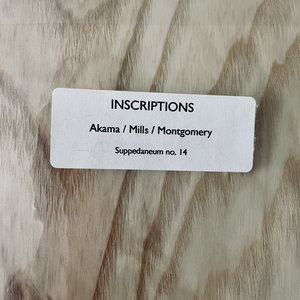 INSCRIPTIONS
Akama / Mills / Montgomery
Suppedaneum no. 14